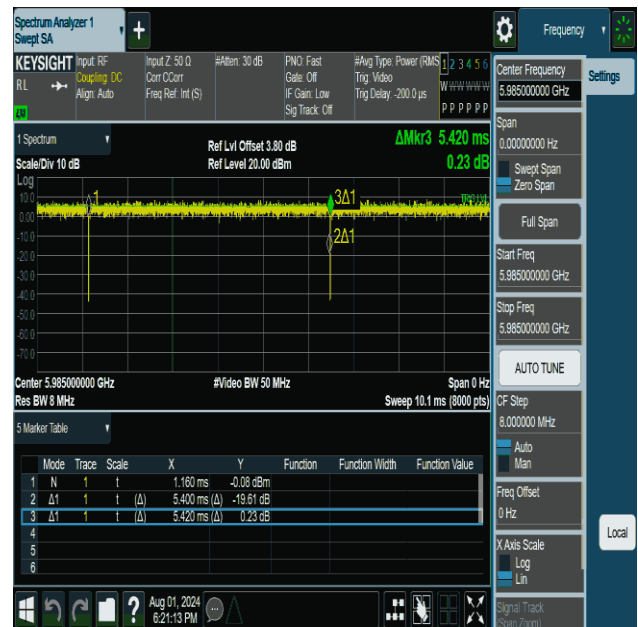 Spectrum Analyzer 1
Swept SA
Frequency
KEYSIGHT Input: RF Input Z: 50 Ω #Atten: 30 dB PNO: Fast #Avg Type: Power (RMS 1 2 3 4 5 6
RL Coupling: DC Corr CCorr Gate: Off Trig: Video
Align: Auto Freq Ref: Int (S) IF Gain: Low Trig Delay: -200.0 µs
Sig Track: Off P P P P P P
Center Frequency
5.985000000 GHz
Settings
Span
0.00000000 Hz
Swept Span
Zero Span
Full Span
Start Freq
5.985000000 GHz
Stop Freq
5.985000000 GHz
AUTO TUNE
CF Step
8.000000 MHz
Auto
Man
Freq Offset
0 Hz
X Axis Scale
Log
Lin
Signal Track
(Span Zoom)
Local
1 Spectrum
Scale/Div 10 dB
Ref Lvl Offset 3.80 dB
Ref Level 20.00 dBm
ΔMkr3 5.420 ms
0.23 dB
Log
10.0
0.00
-10.0
-20.0
-30.0
-40.0
-50.0
-60.0
-70.0
1
3Δ1
2Δ1
TRIG LVL
Center 5.985000000 GHz #Video BW 50 MHz Span 0 Hz
Res BW 8 MHz Sweep 10.1 ms (8000 pts)
5 Marker Table
Mode Trace Scale X Y Function Function Width Function Value
1 N 1 t 1.160 ms -0.08 dBm
2 Δ1 1 t (Δ) 5.400 ms (Δ) -19.61 dB
3 Δ1 1 t (Δ) 5.420 ms (Δ) 0.23 dB
4
5
6
? Aug 01, 2024
6:21:13 PM